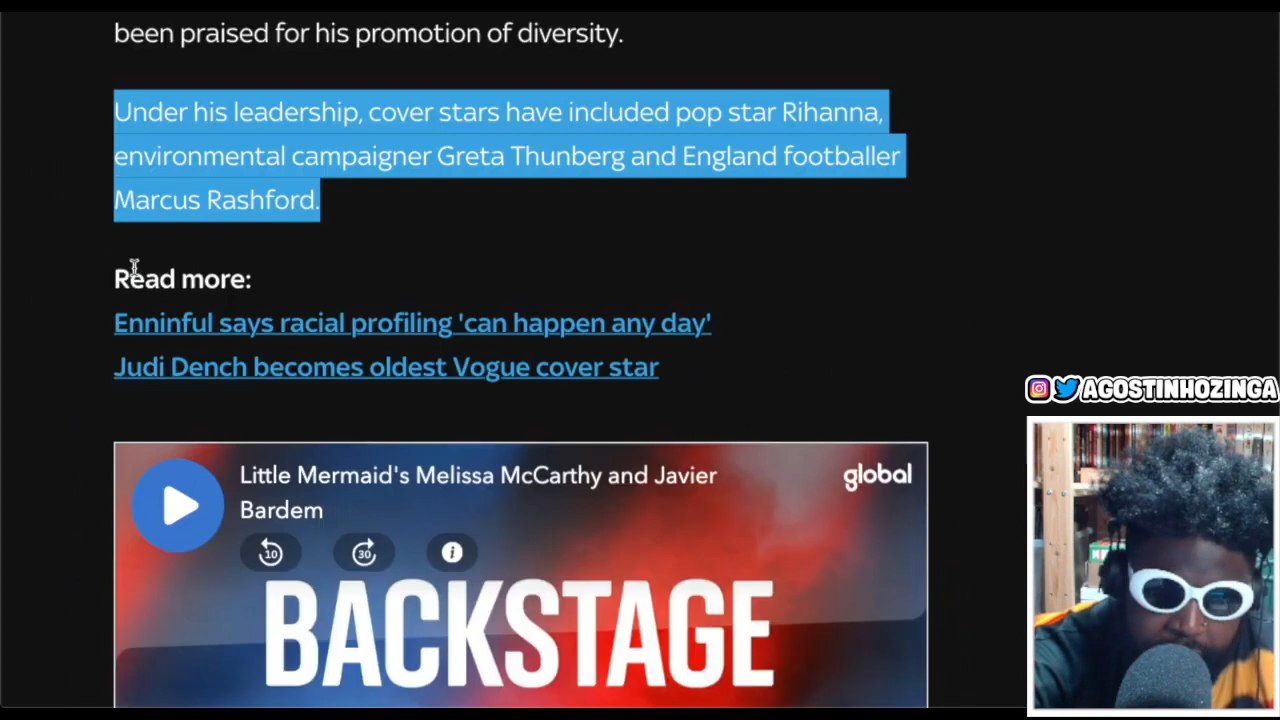 been praised for his promotion of diversity.
Under his leadership, cover stars have included pop star Rihanna,
environmental campaigner Greta Thunberg and England footballer
Marcus Rashford.
Read more:
Enninful says racial profiling 'can happen any day'
Judi Dench becomes oldest Vogue cover star
Little Mermaid's Melissa McCarthy and Javier
Bardem
global
10
30
i
BACKSTAGE
AGOSTINHOZINGA